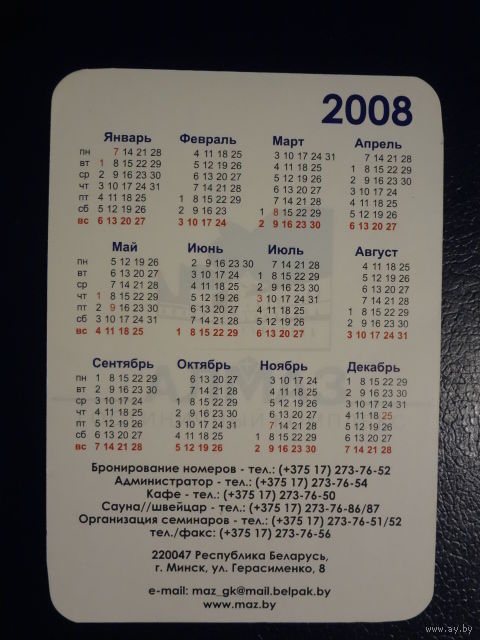 2008
Январь Февраль Март Апрель
пн 7 14 21 28 4 11 18 25 3 10 17 24 31 7 14 21 28
вт 1 8 15 22 29 5 12 19 26 4 11 18 25 1 8 15 22 29
ср 2 9 16 23 30 6 13 20 27 5 12 19 26 2 9 16 23 30
чт 3 10 17 24 31 7 14 21 28 6 13 20 27 3 10 17 24
пт 4 11 18 25 1 8 15 22 29 7 14 21 28 4 11 18 25
сб 5 12 19 26 2 9 16 23 1 8 15 22 29 5 12 19 26
вс 6 13 20 27 3 10 17 24 2 9 16 23 30 6 13 20 27
Май Июнь Июль Август
пн 5 12 19 26 2 9 16 23 30 7 14 21 28 4 11 18 25
вт 6 13 20 27 3 10 17 24 1 8 15 22 29 5 12 19 26
ср 7 14 21 28 4 11 18 25 2 9 16 23 30 6 13 20 27
чт 1 8 15 22 29 5 12 19 26 3 10 17 24 31 7 14 21 28
пт 2 9 16 23 30 6 13 20 27 4 11 18 25 1 8 15 22 29
сб 3 10 17 24 31 7 14 21 28 5 12 19 26 2 9 16 23 30
вс 4 11 18 25 1 8 15 22 29 6 13 20 27 3 10 17 24 31
Сентябрь Октябрь Ноябрь Декабрь
пн 1 8 15 22 29 6 13 20 27 3 10 17 24 1 8 15 22 29
вт 2 9 16 23 30 7 14 21 28 4 11 18 25 2 9 16 23 30
ср 3 10 17 24 1 8 15 22 29 5 12 19 26 3 10 17 24 31
чт 4 11 18 25 2 9 16 23 30 6 13 20 27 4 11 18 25
пт 5 12 19 26 3 10 17 24 31 7 14 21 28 5 12 19 26
сб 6 13 20 27 4 11 18 25 1 8 15 22 29 6 13 20 27
вс 7 14 21 28 5 12 19 26 2 9 16 23 30 7 14 21 28
Бронирование номеров - тел.: (+375 17) 273-76-52
Администратор - тел.: (+375 17) 273-76-54
Кафе - тел.: (+375 17) 273-76-50
Сауна//швейцар - тел.: (+375 17) 273-76-86/87
Организация семинаров - тел.: (+375 17) 273-76-51/52
тел./факс: (+375 17) 273-76-56
220047 Республика Беларусь,
г. Минск, ул. Герасименко, 8
e-mail: maz_gk@mail.belpak.by
www.maz.by
www.ay.by